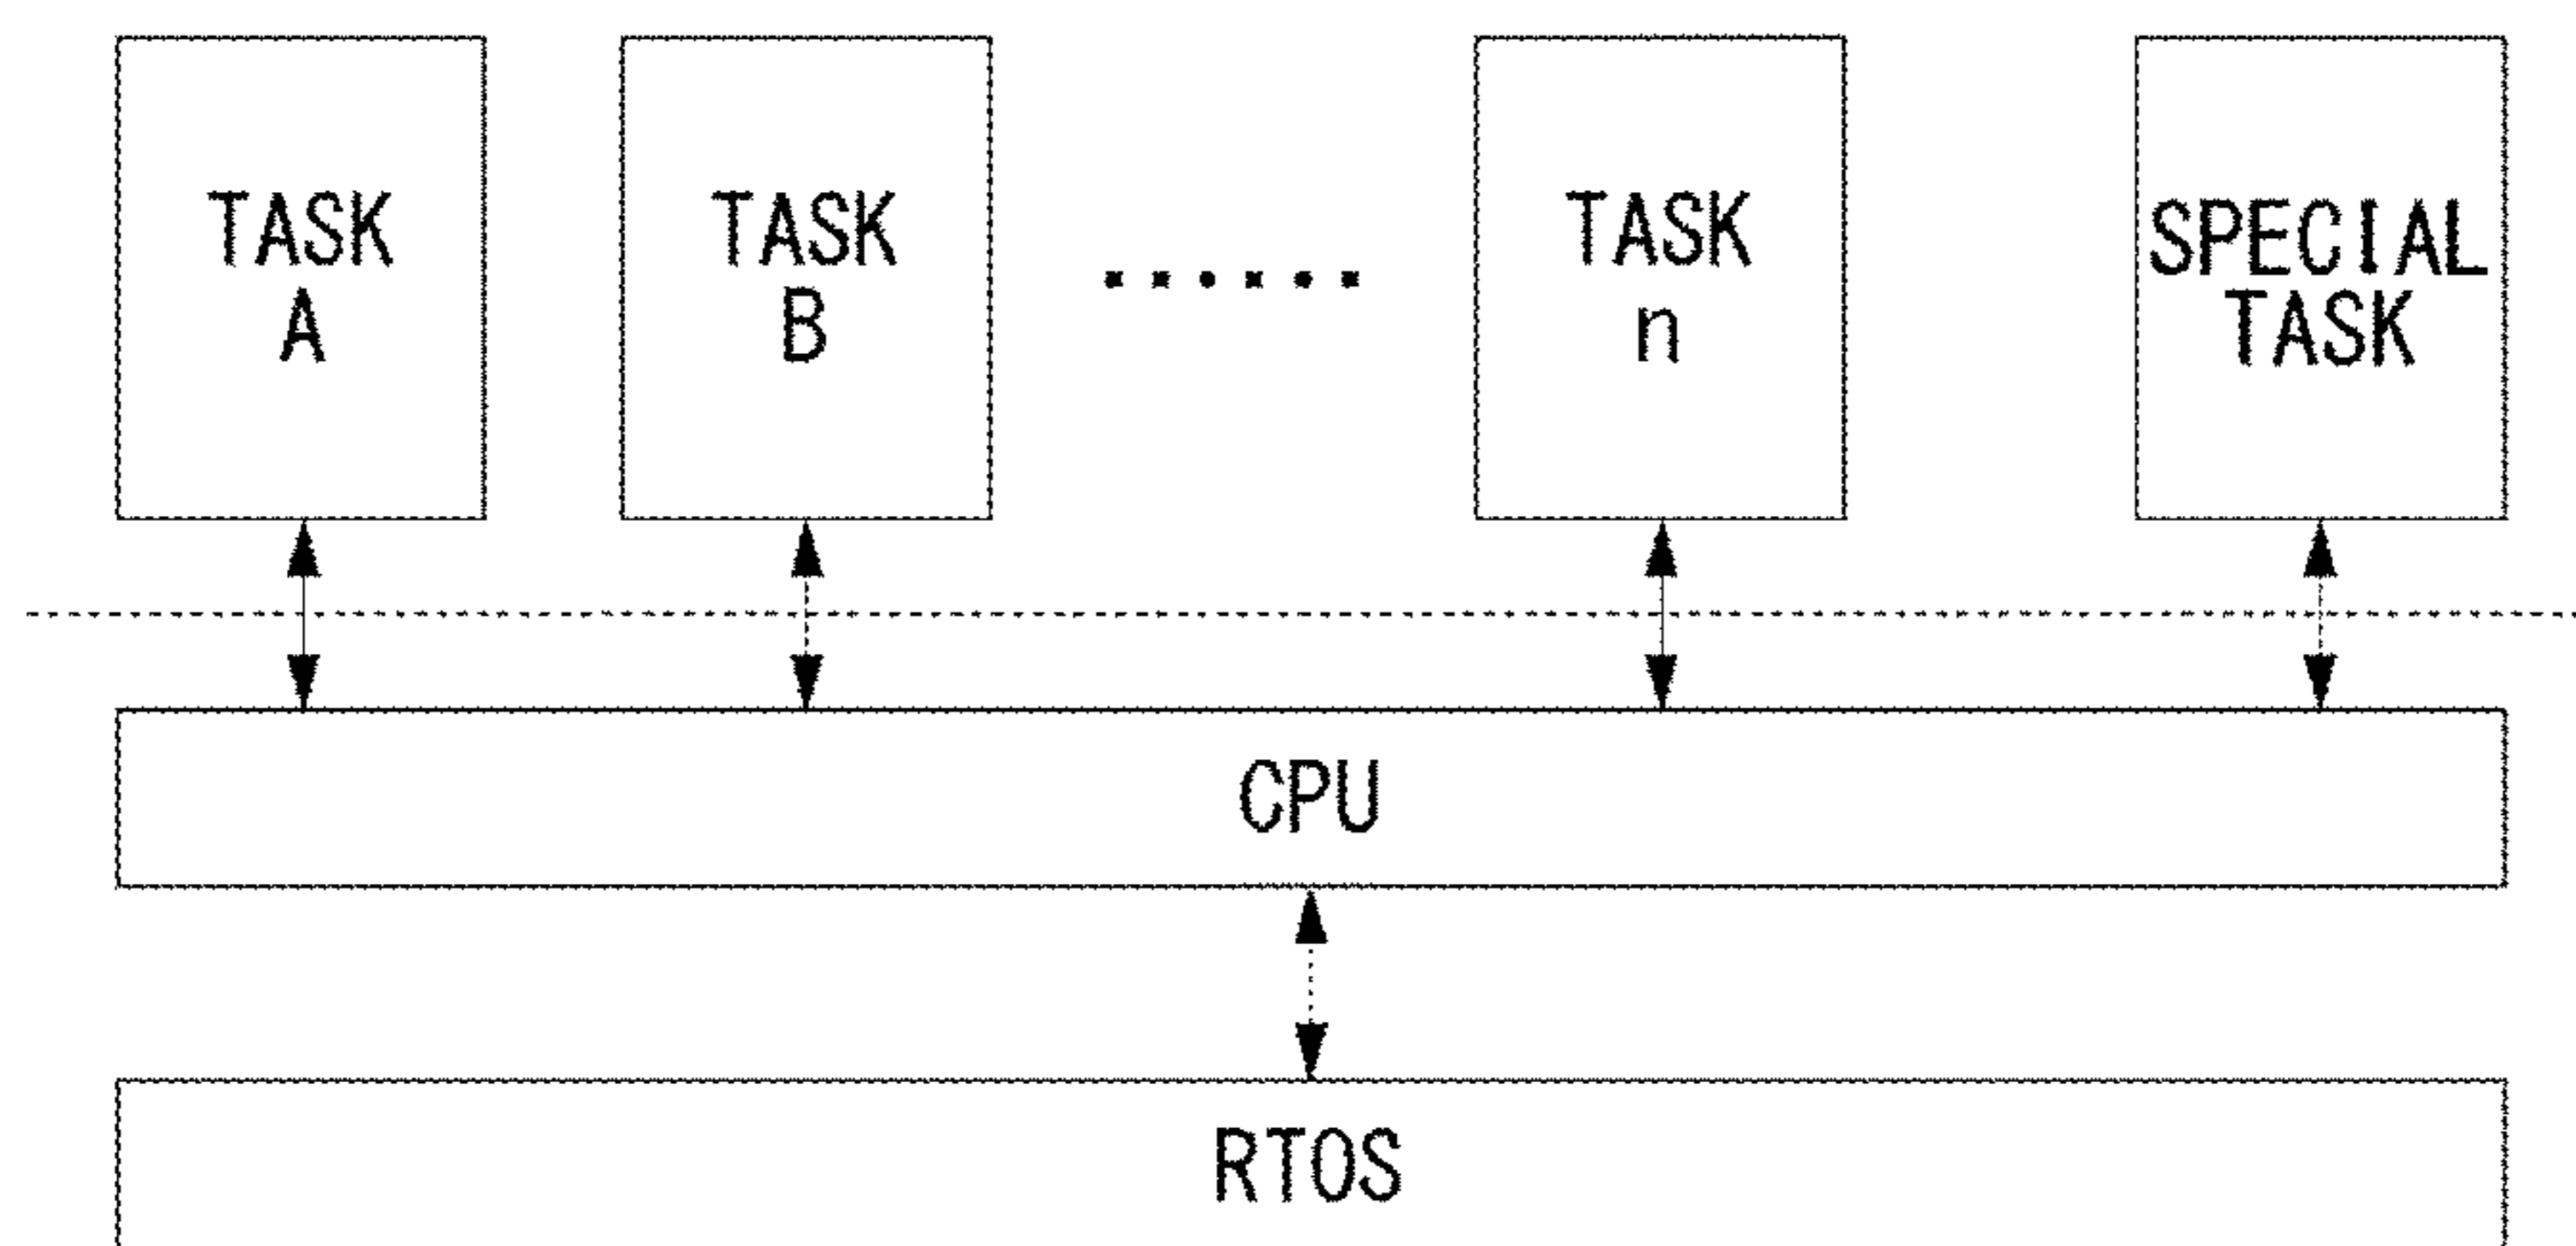 TASK
A
TASK
B
......
TASK
n
SPECIAL
TASK
CPU
RTOS